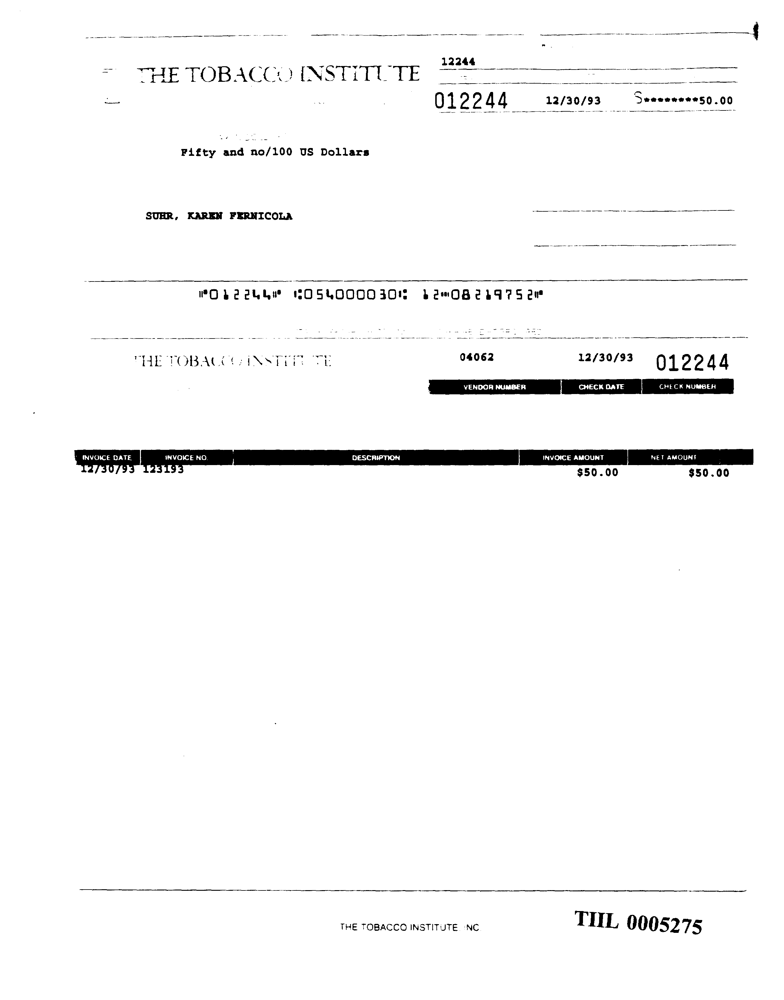 12244
THE TOBACCO INSTITUTE
012244 12/30/93 $********50.00
Fifty and no/100 US Dollars
SUHR, KAREN FERNICOLA
⑈012244⑈ ⑆054000030⑆ 12⑉08219752⑈
THE TOBACCO INSTITUTE 04062 12/30/93 012244
VENDOR NUMBER CHECK DATE CHECK NUMBER
INVOICE DATE INVOICE NO. DESCRIPTION INVOICE AMOUNT NET AMOUNT
12/30/93 123193 $50.00 $50.00
THE TOBACCO INSTITUTE INC
TIIL 0005275